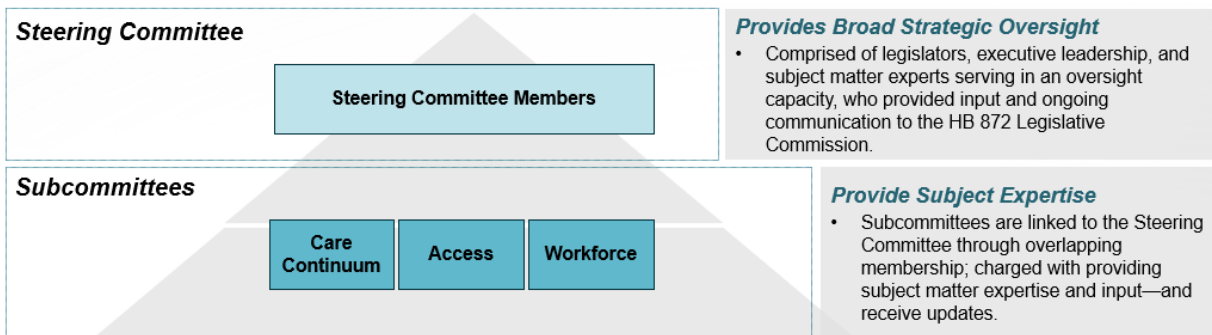 Steering Committee
Steering Committee Members
Provides Broad Strategic Oversight
• Comprised of legislators, executive leadership, and
subject matter experts serving in an oversight
capacity, who provided input and ongoing
communication to the HB 872 Legislative
Commission.
Subcommittees
Care
Continuum
Access
Workforce
Provide Subject Expertise
• Subcommittees are linked to the Steering
Committee through overlapping
membership; charged with providing
subject matter expertise and input—and
receive updates.